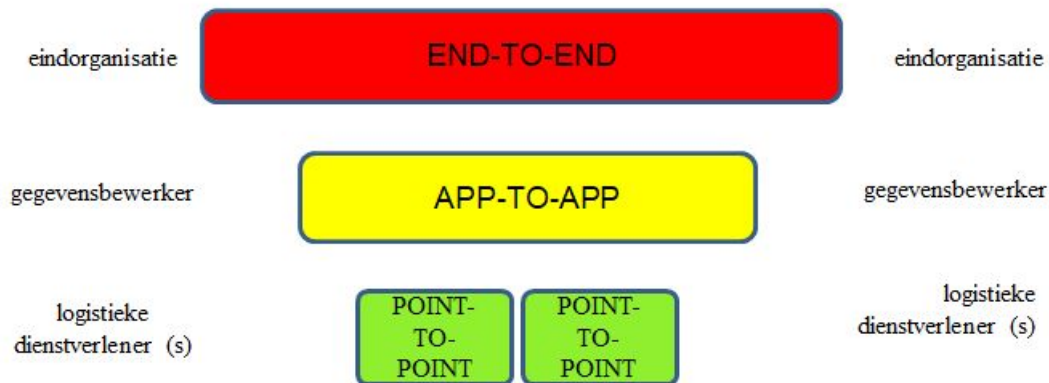 eindorganisatie
END-TO-END
eindorganisatie
gegevensbewerker
APP-TO-APP
gegevensbewerker
logistieke
dienstverlener (s)
POINT-
TO-
POINT
POINT-
TO-
POINT
logistieke
dienstverlener (s)